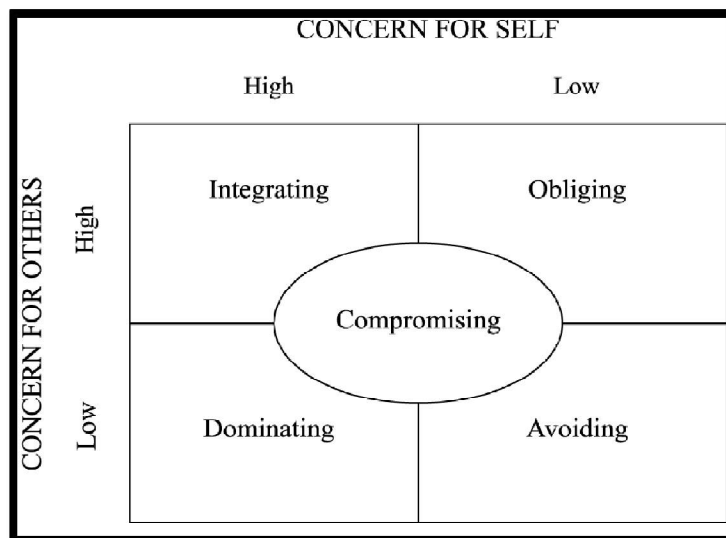 CONCERN FOR SELF
High Low
CONCERN FOR OTHERS
High
Integrating Obliging
Compromising
Low
Dominating Avoiding